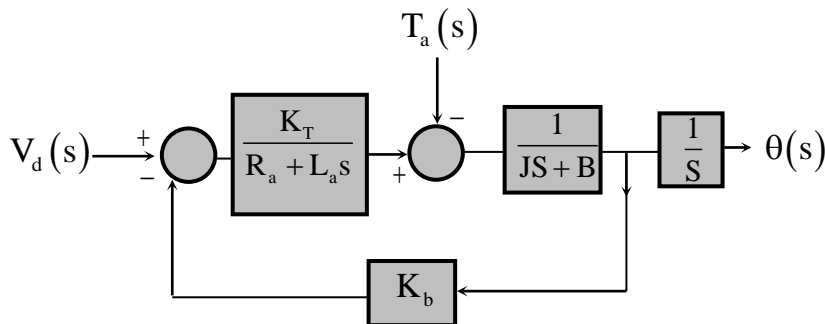 T_a(s)
V_d(s)
+
−
K_T
R_a + L_a s
+
−
1
JS + B
1
S
θ(s)
K_b